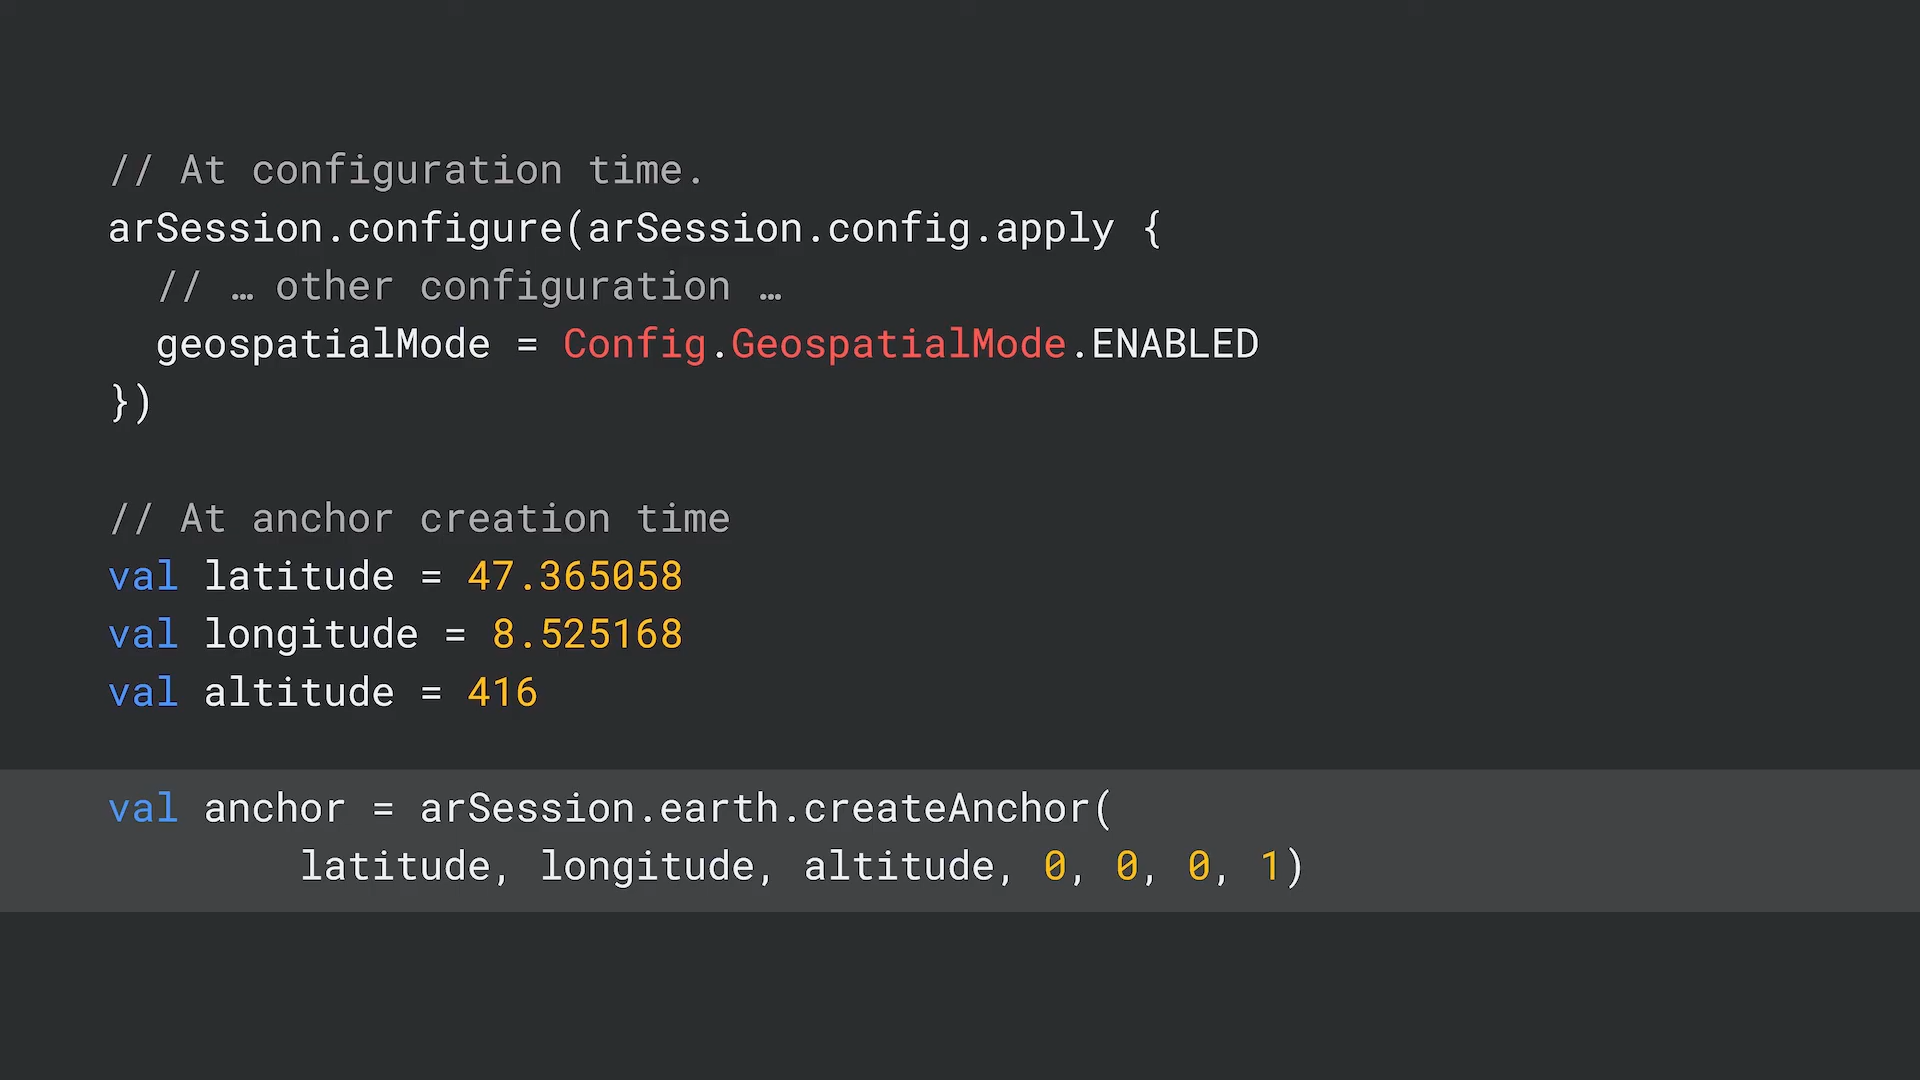 // At configuration time.
arSession.configure(arSession.config.apply {
  // … other configuration …
  geospatialMode = Config.GeospatialMode.ENABLED
})

// At anchor creation time
val latitude = 47.365058
val longitude = 8.525168
val altitude = 416

val anchor = arSession.earth.createAnchor(
        latitude, longitude, altitude, 0, 0, 0, 1)